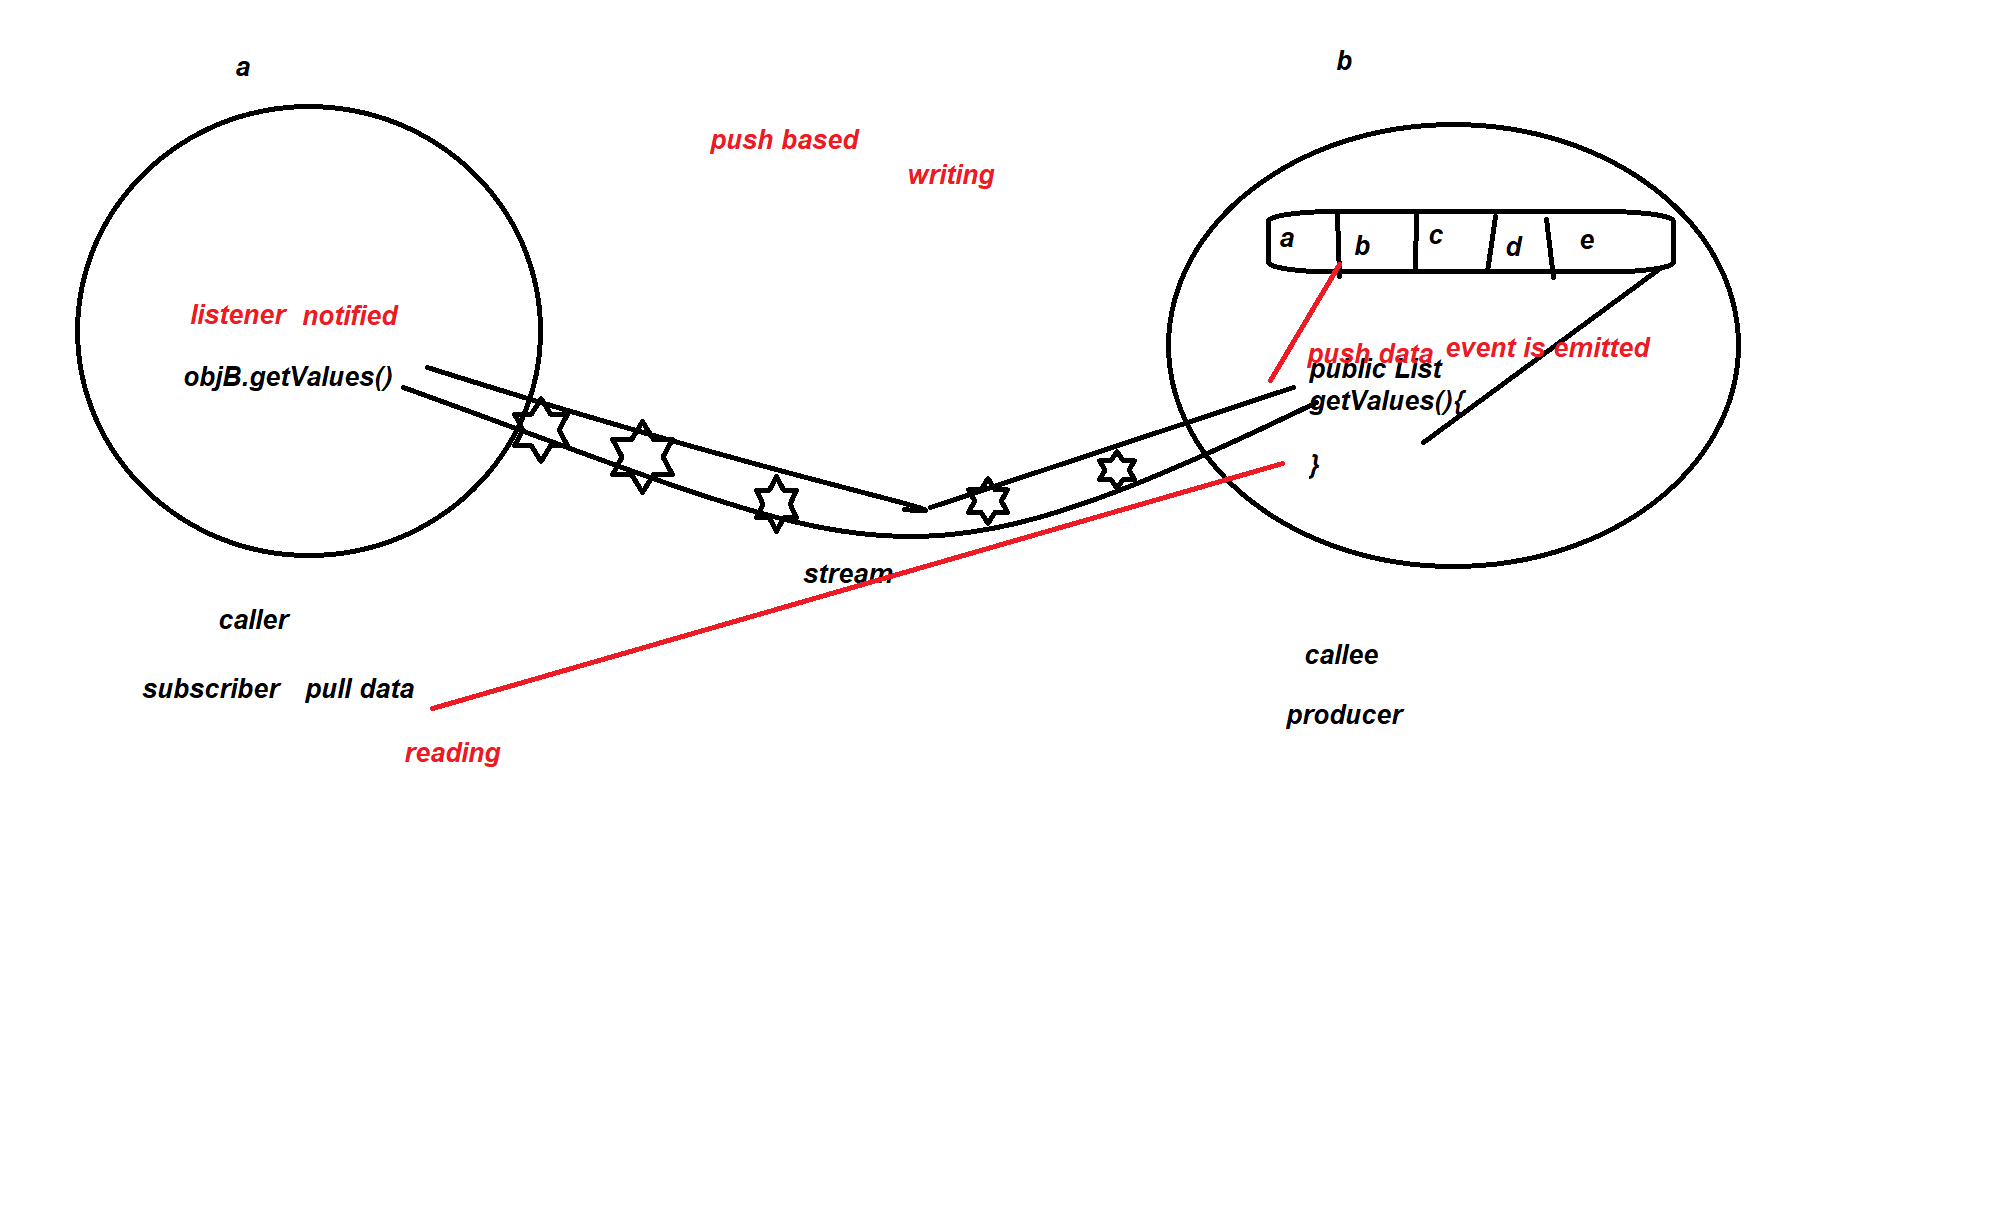 a
b
push based
writing
a b c d e
listener notified
push data event is emitted
objB.getValues()
public List
getValues(){
}
stream
caller
callee
subscriber pull data
producer
reading